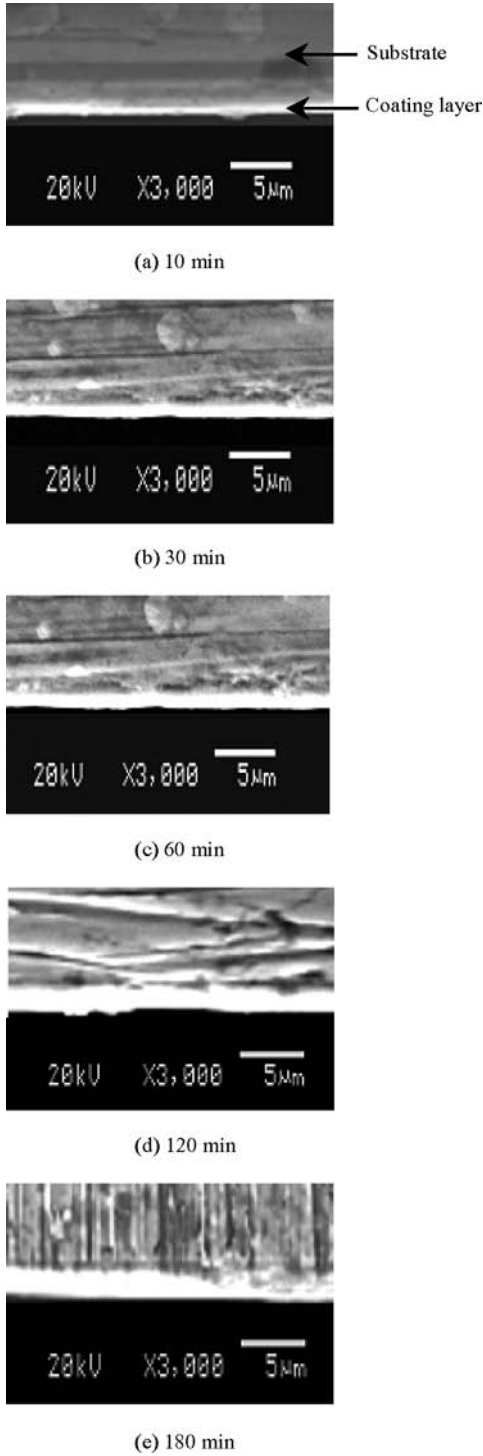 Substrate
Coating layer
20kV X3,000 5μm
(a) 10 min
20kV X3,000 5μm
(b) 30 min
20kV X3,000 5μm
(c) 60 min
20kV X3,000 5μm
(d) 120 min
20kV X3,000 5μm
(e) 180 min